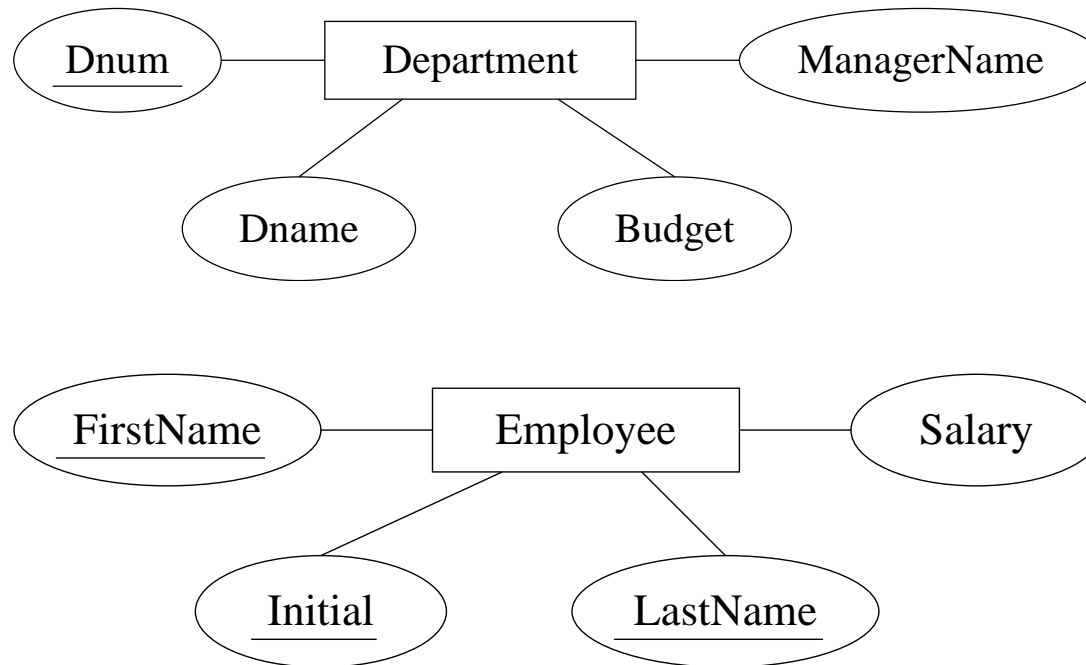 Dnum
Department
ManagerName
Dname
Budget
FirstName
Employee
Salary
Initial
LastName